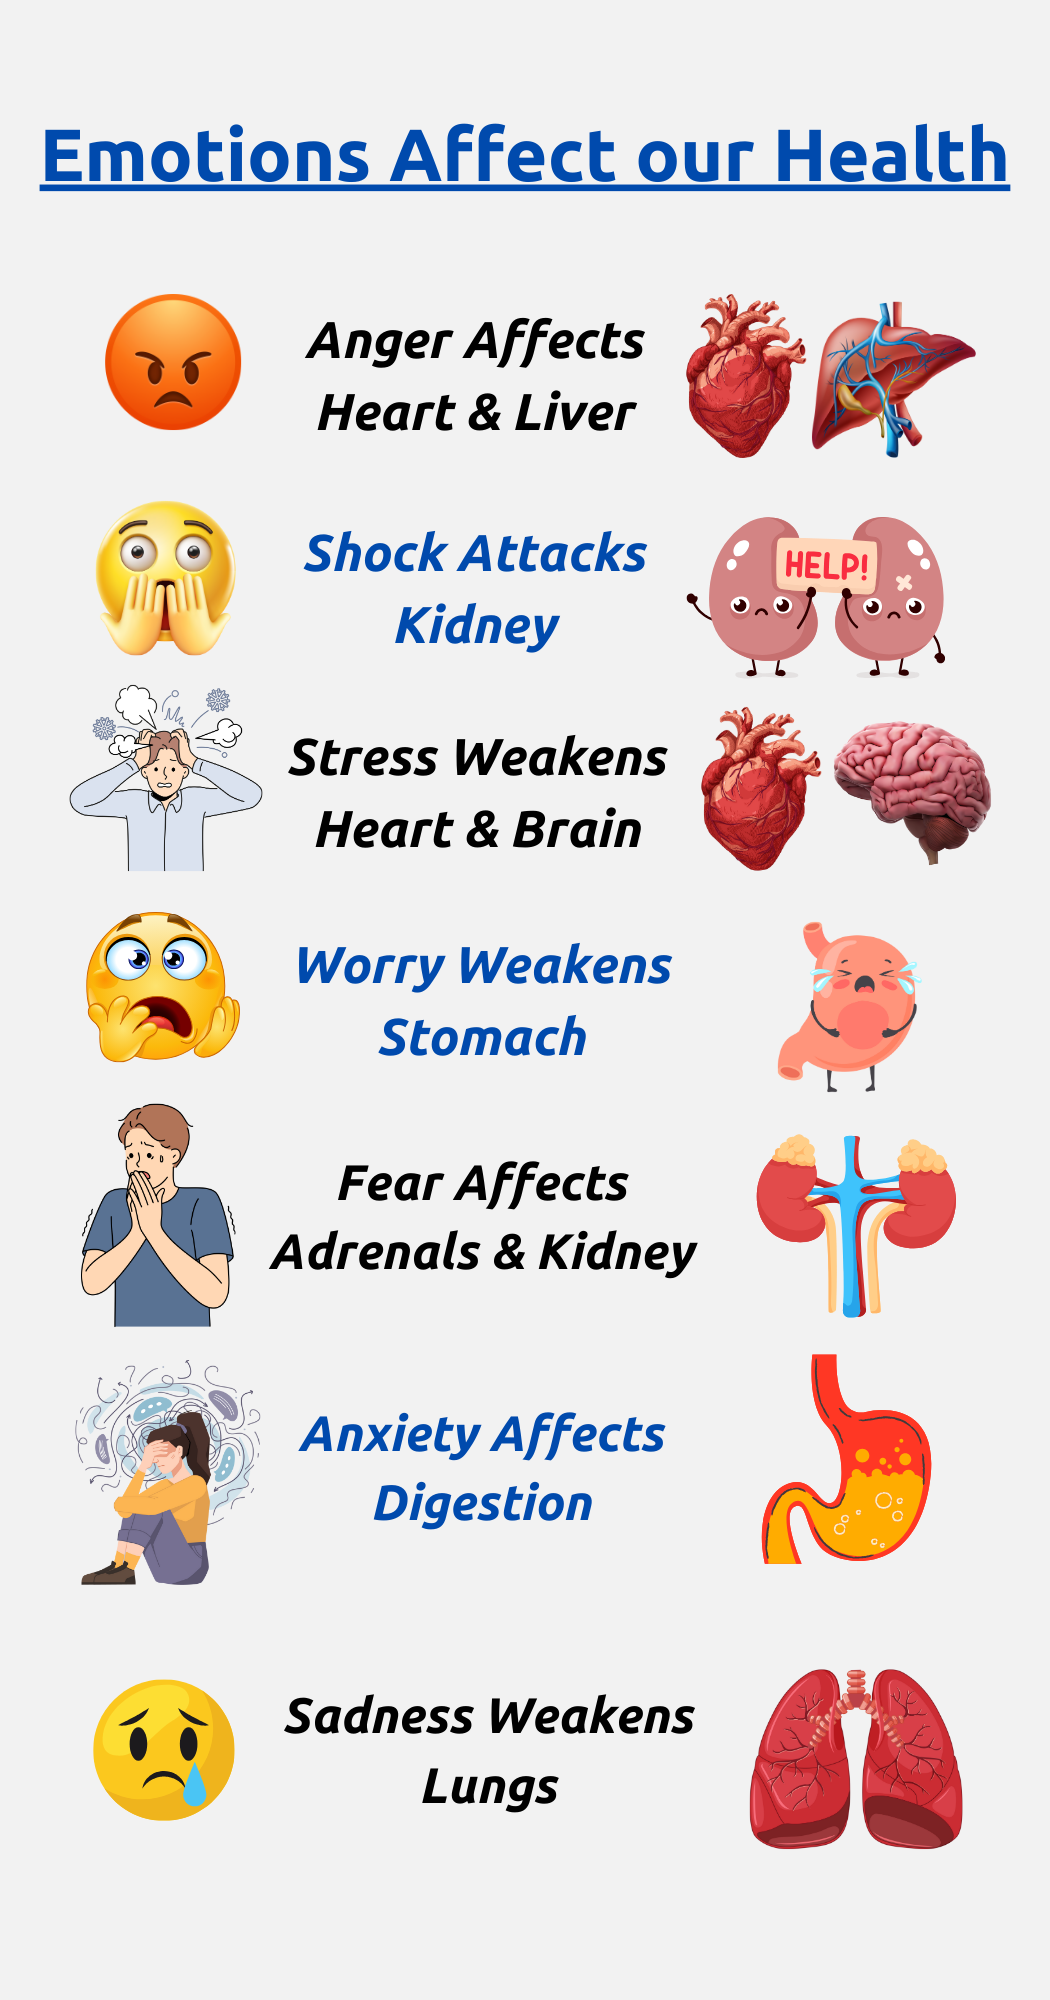 Emotions Affect our Health
Anger Affects
Heart & Liver
Shock Attacks
Kidney
HELP!
Stress Weakens
Heart & Brain
Worry Weakens
Stomach
Fear Affects
Adrenals & Kidney
Anxiety Affects
Digestion
Sadness Weakens
Lungs